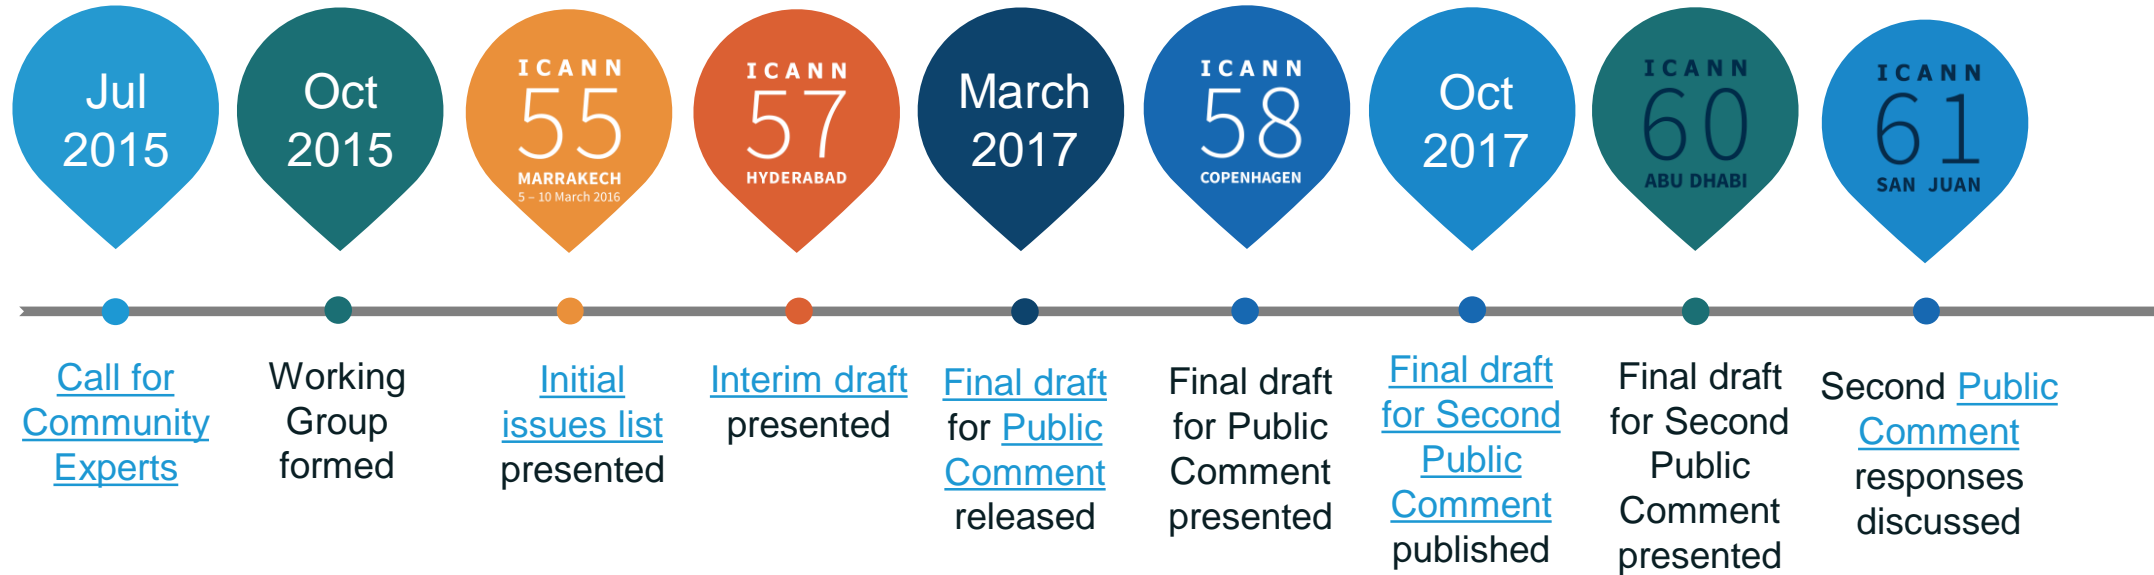 Jul
2015
Oct
2015
ICANN
55
MARRAKECH
5 – 10 March 2016
ICANN
57
HYDERABAD
March
2017
ICANN
58
COPENHAGEN
Oct
2017
ICANN
60
ABU DHABI
ICANN
61
SAN JUAN
Call for
Community
Experts
Working
Group
formed
Initial
issues list
presented
Interim draft
presented
Final draft
for Public
Comment
released
Final draft
for Public
Comment
presented
Final draft
for Second
Public
Comment
published
Final draft
for Second
Public
Comment
presented
Second Public
Comment
responses
discussed